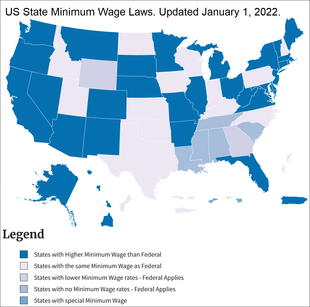 US State Minimum Wage Laws. Updated January 1, 2022.
Legend
States with Higher Minimum Wage than Federal
States with the same Minimum Wage as Federal
States with lower Minimum Wage rates - Federal Applies
States with no Minimum Wage rates - Federal Applies
States with special Minimum Wage